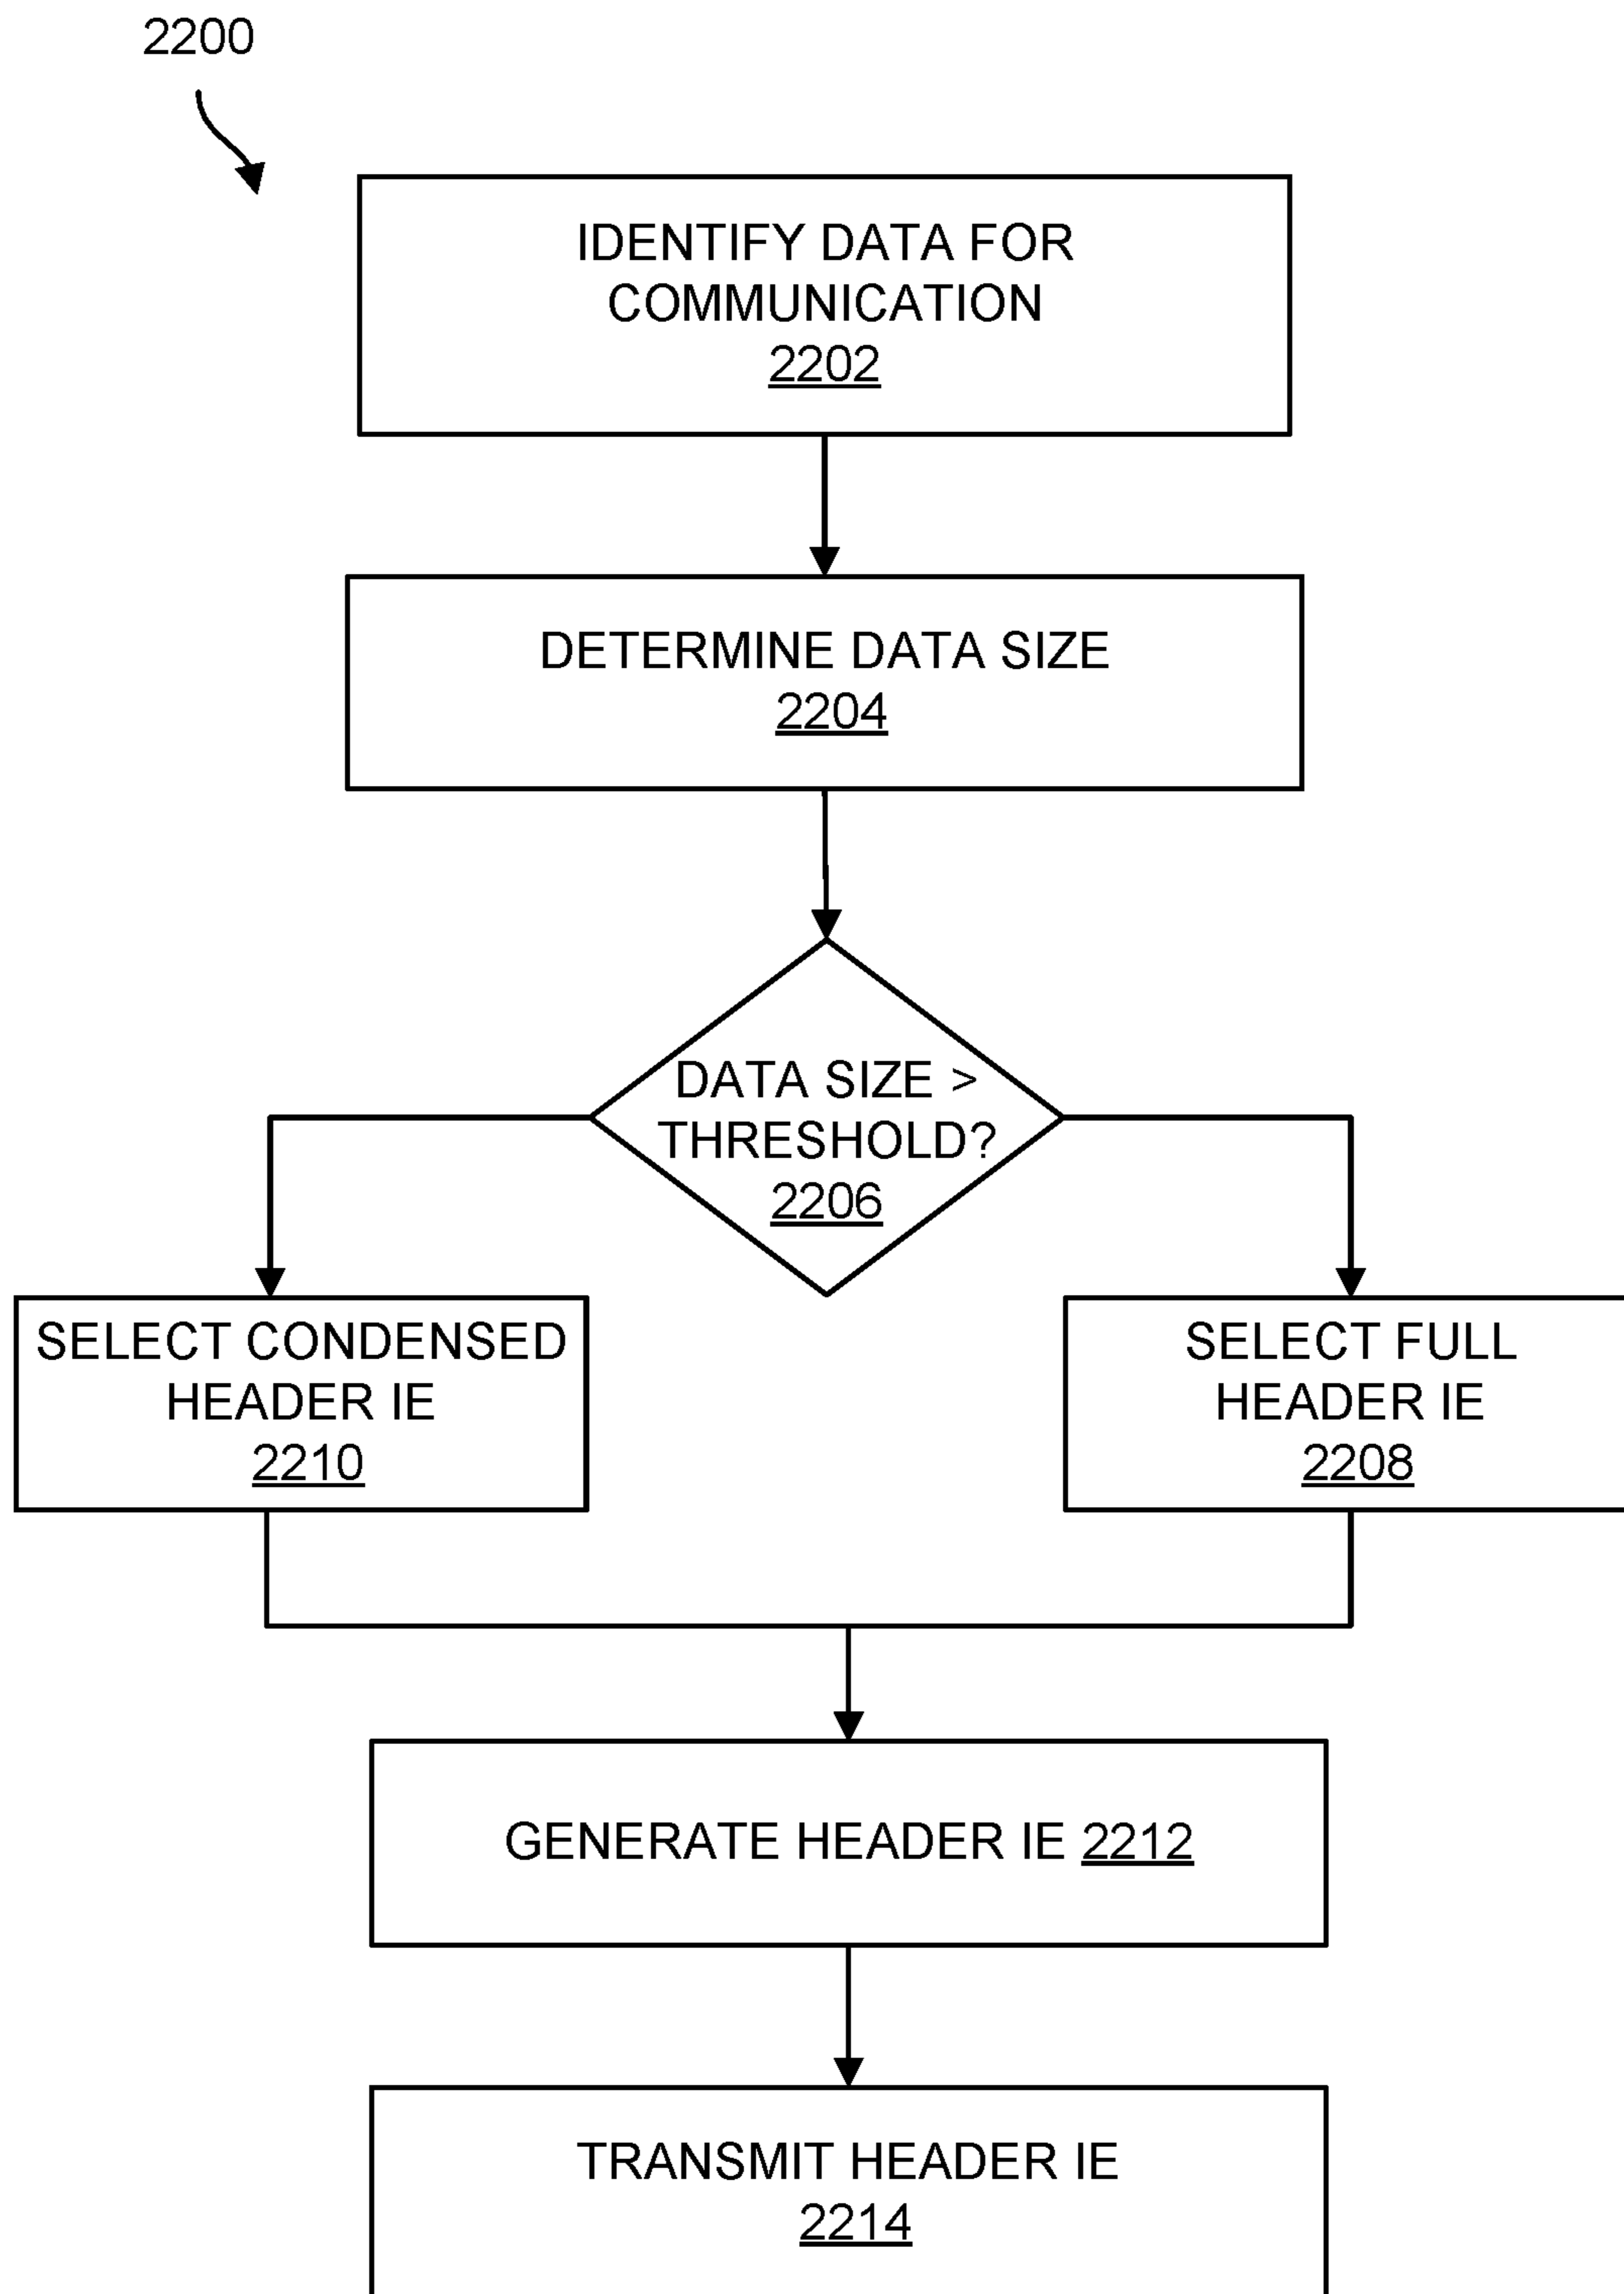 2200
IDENTIFY DATA FOR
COMMUNICATION
2202
DETERMINE DATA SIZE
2204
DATA SIZE >
THRESHOLD?
2206
SELECT CONDENSED
HEADER IE
2210
SELECT FULL
HEADER IE
2208
GENERATE HEADER IE 2212
TRANSMIT HEADER IE
2214